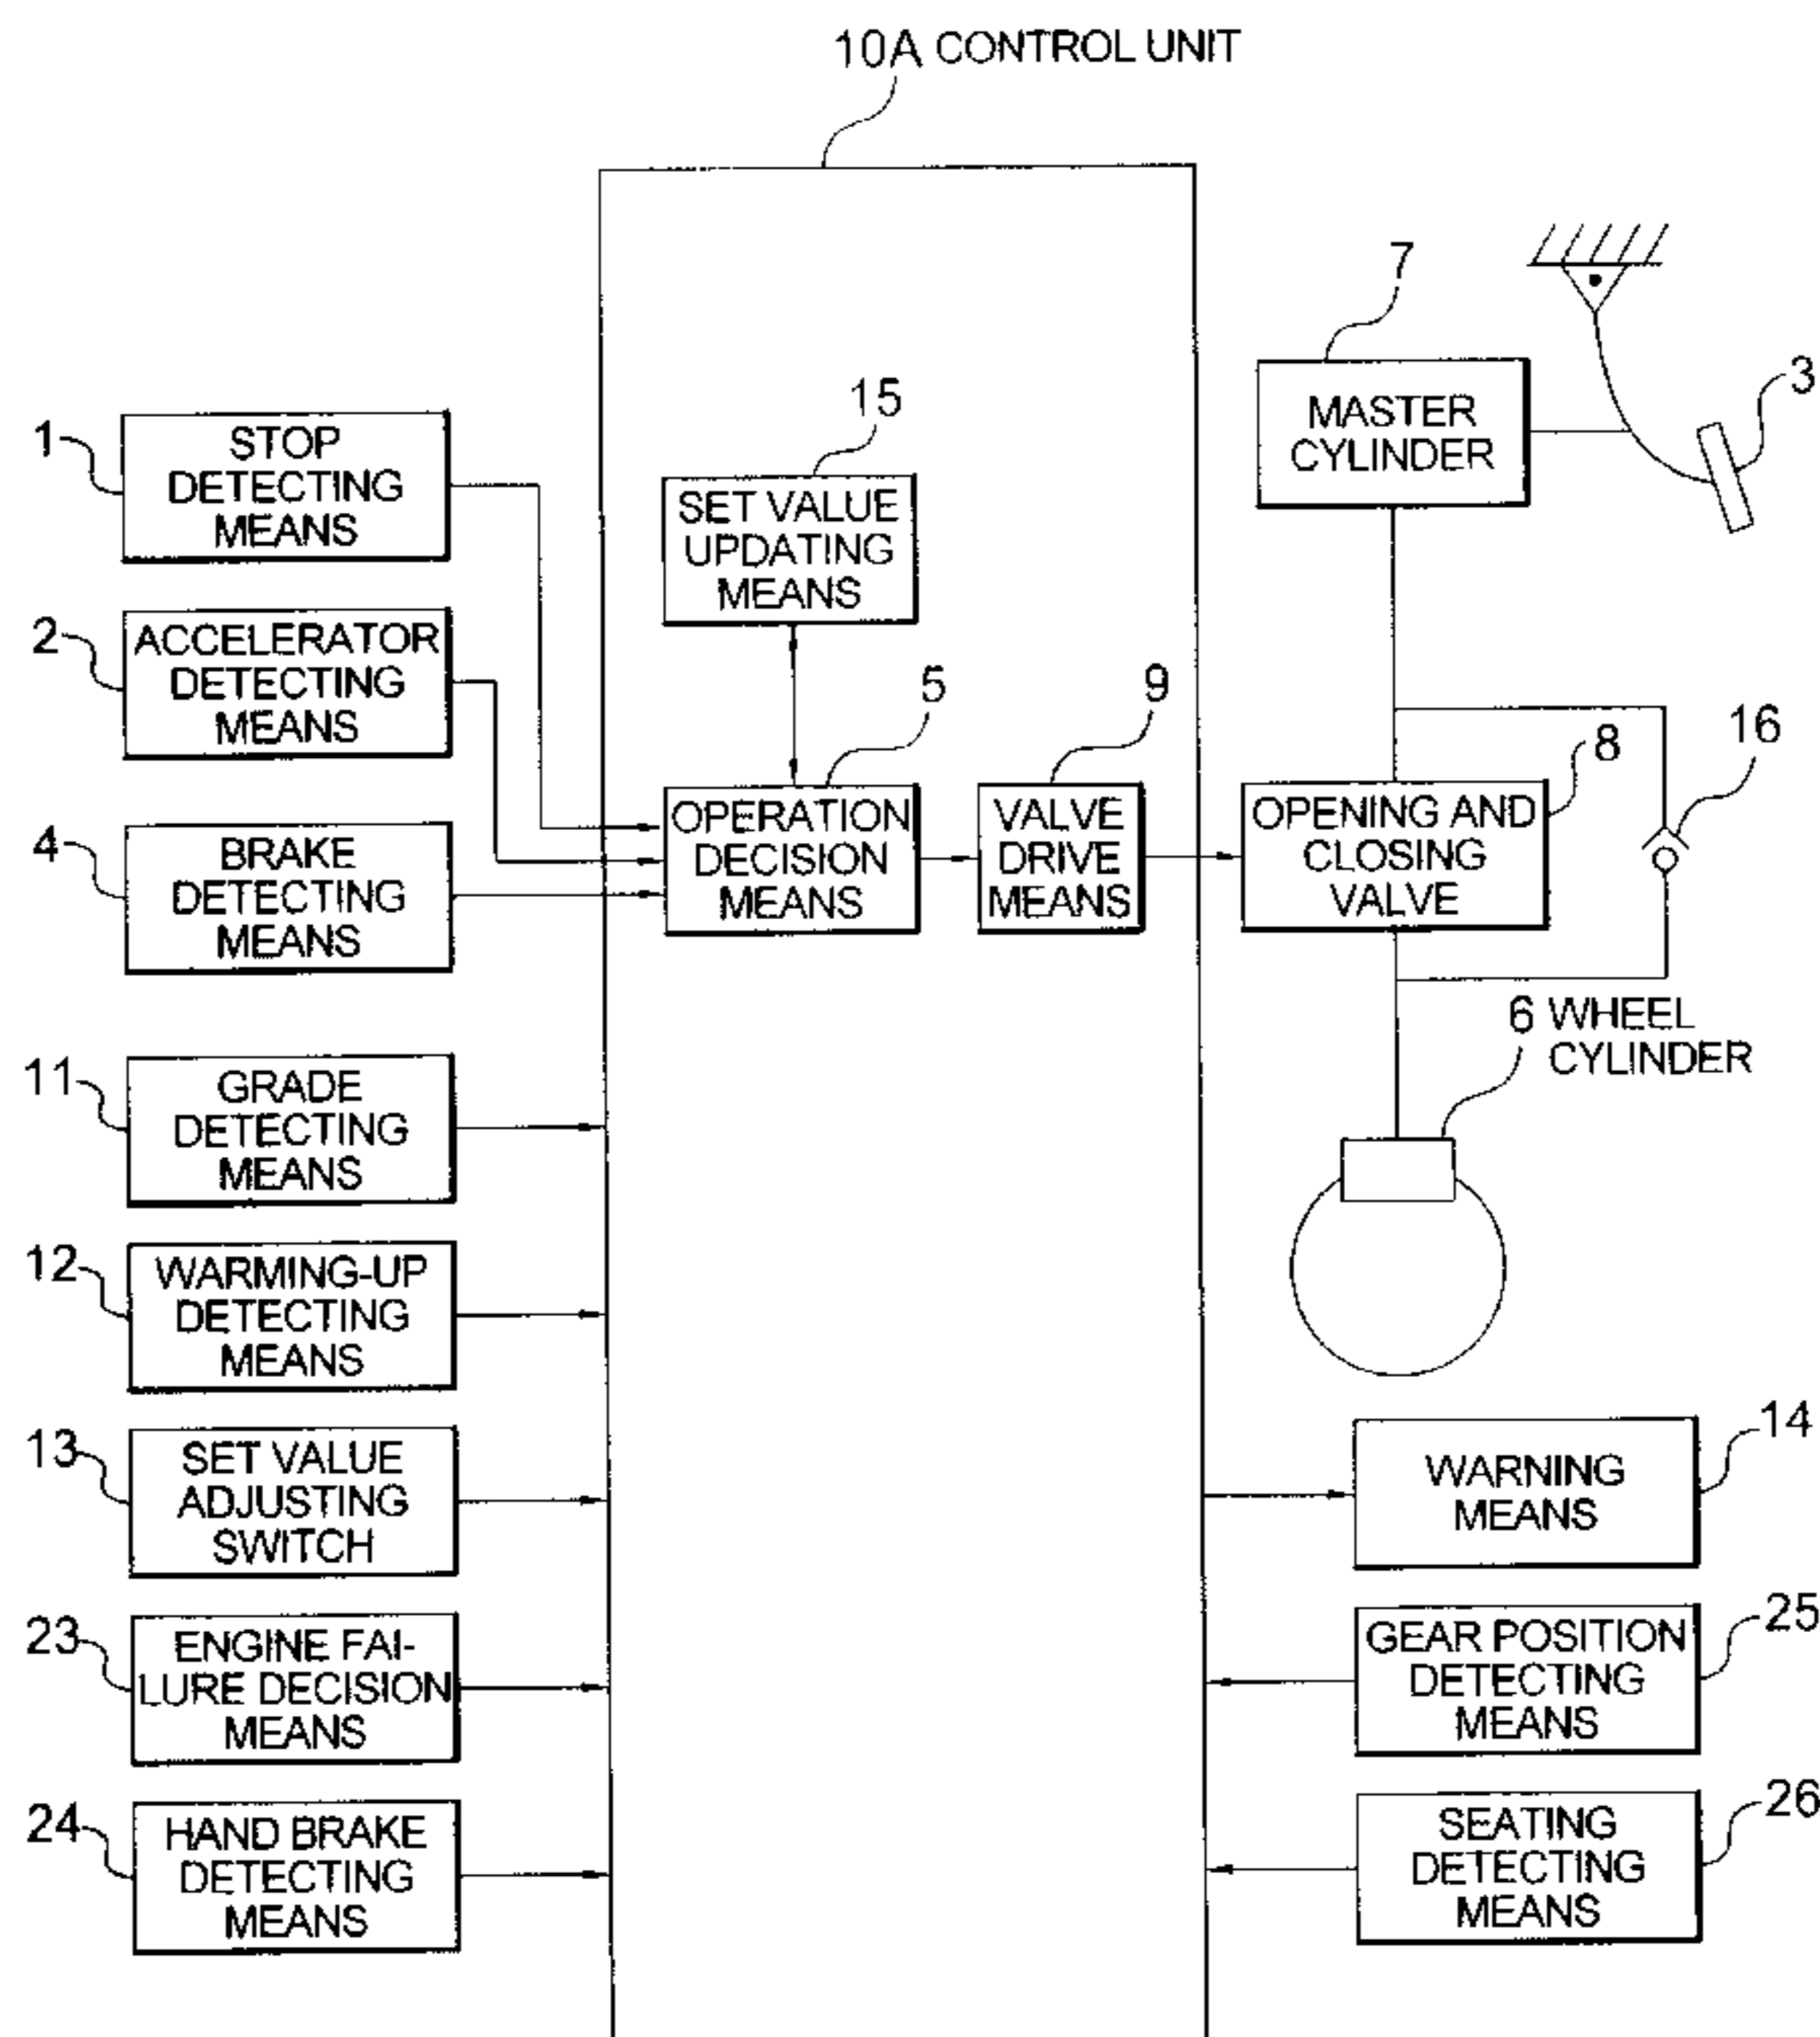 10A CONTROL UNIT
7
3
15
1
STOP
DETECTING
MEANS
SET VALUE
UPDATING
MEANS
MASTER
CYLINDER
2
ACCELERATOR
DETECTING
MEANS
5
9
8
16
4
BRAKE
DETECTING
MEANS
OPERATION
DECISION
MEANS
VALVE
DRIVE
MEANS
OPENING AND
CLOSING
VALVE
6 WHEEL
CYLINDER
11
GRADE
DETECTING
MEANS
12
WARMING-UP
DETECTING
MEANS
13
SET VALUE
ADJUSTING
SWITCH
WARNING
MEANS
14
23
ENGINE FAI-
LURE DECISION
MEANS
GEAR POSITION
DETECTING
MEANS
25
24
HAND BRAKE
DETECTING
MEANS
SEATING
DETECTING
MEANS
26